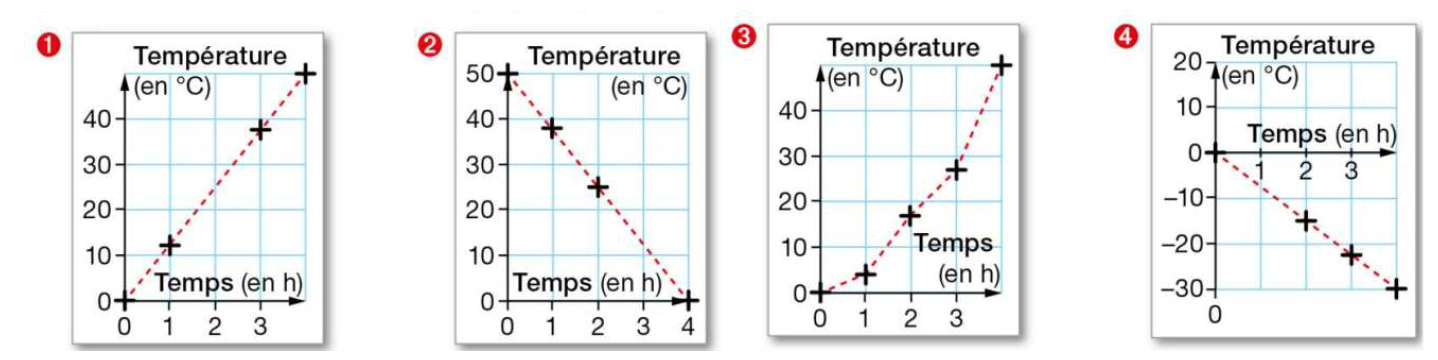 1
Température
(en °C)
40
30
20
10
0
Temps (en h)
0 1 2 3
2
Température
50
(en °C)
40
30
20
10
0
Temps (en h)
0 1 2 3 4
3
Température
(en °C)
40
30
20
10
0
Temps
(en h)
0 1 2 3
4
Température
20
(en °C)
10
Temps (en h)
0
1 2 3
–10
–20
–30
0